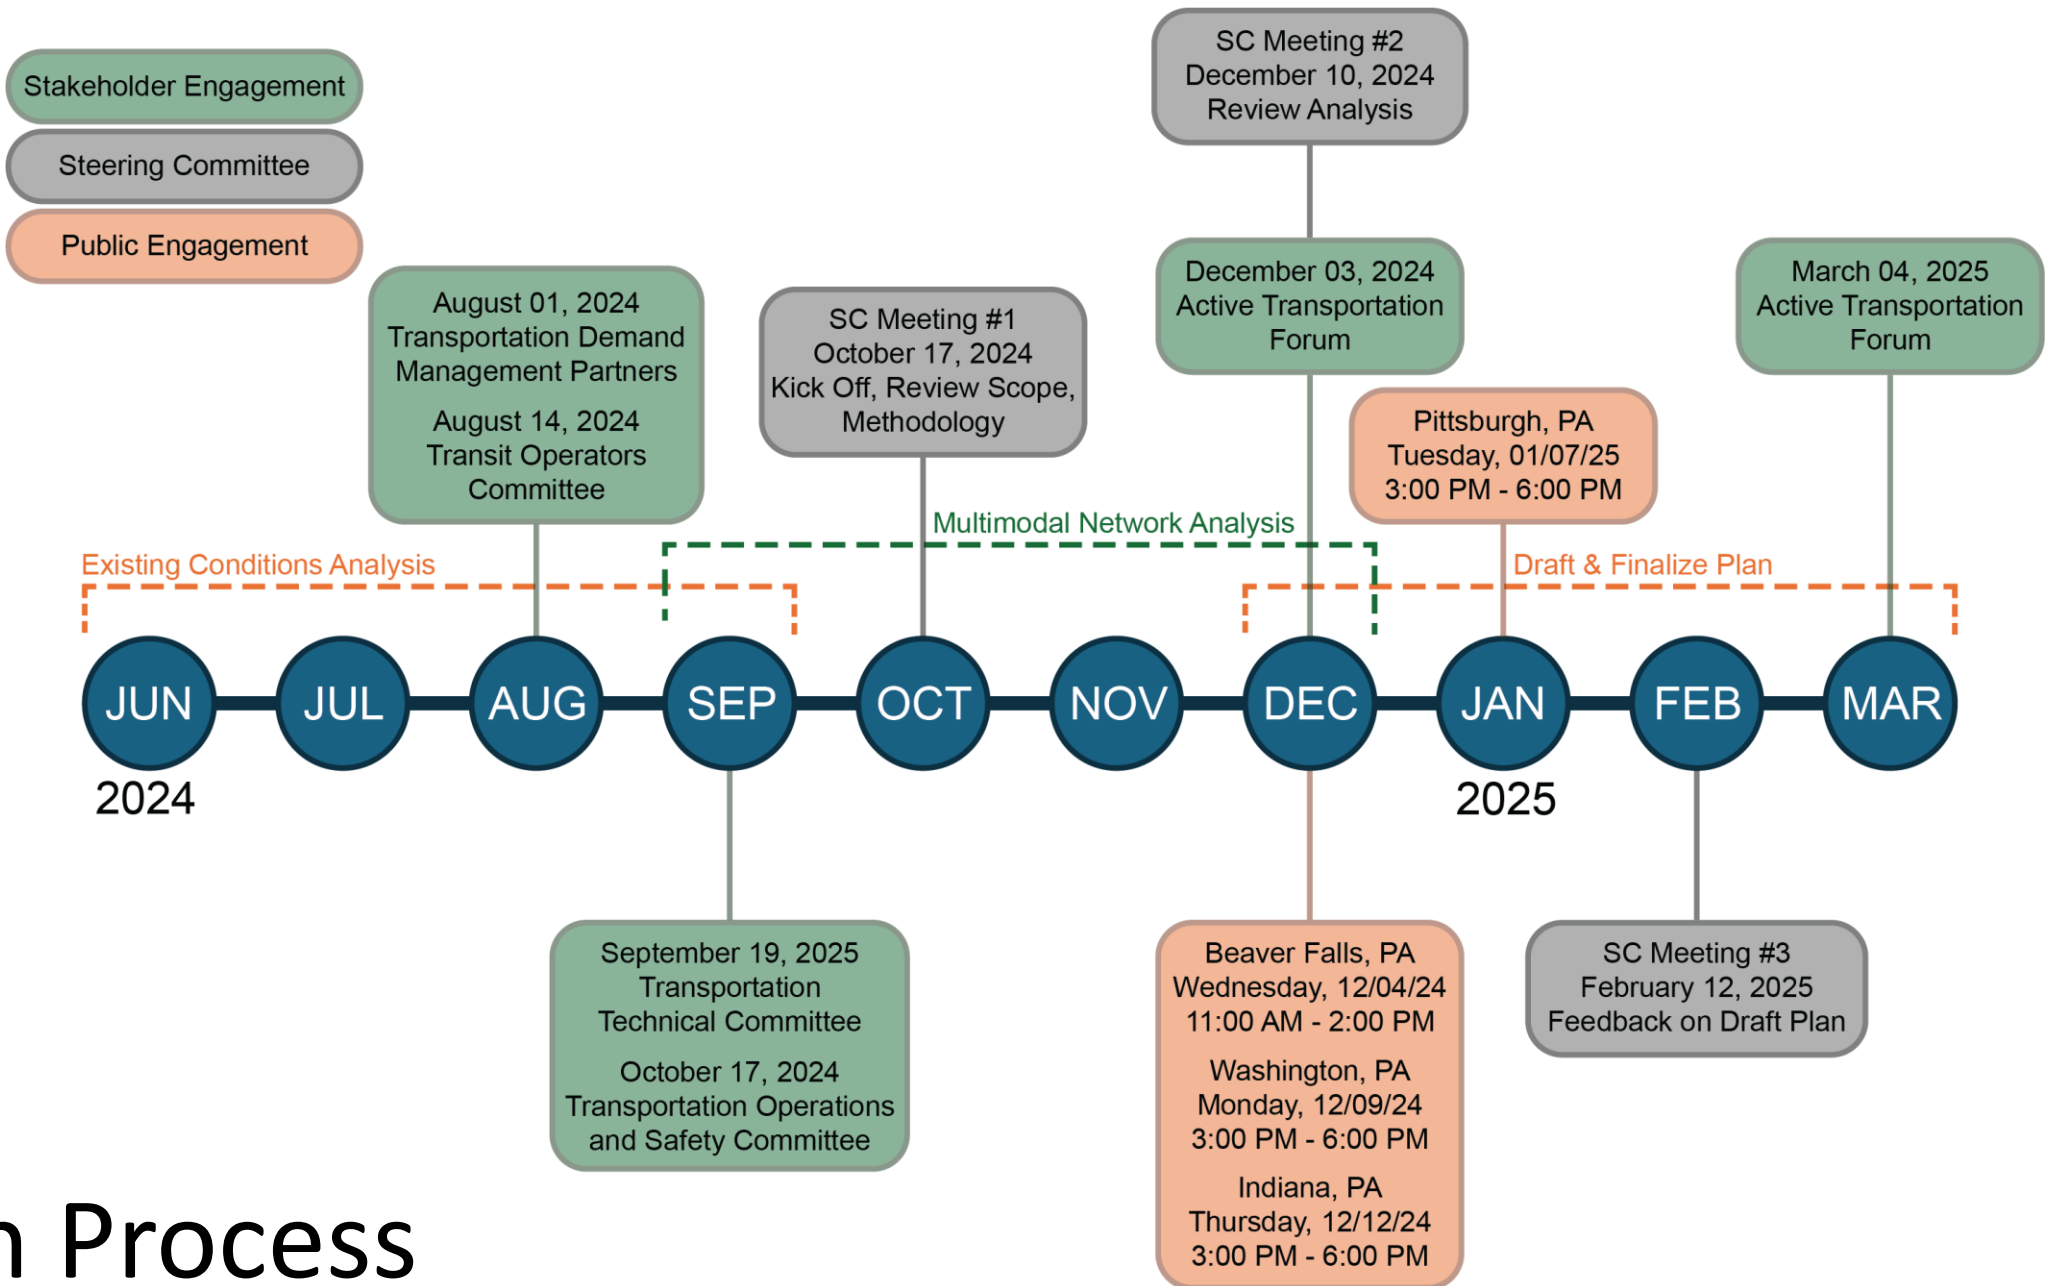 Stakeholder Engagement
Steering Committee
Public Engagement
SC Meeting #2
December 10, 2024
Review Analysis
August 01, 2024
Transportation Demand
Management Partners
August 14, 2024
Transit Operators
Committee
SC Meeting #1
October 17, 2024
Kick Off, Review Scope,
Methodology
December 03, 2024
Active Transportation
Forum
March 04, 2025
Active Transportation
Forum
Pittsburgh, PA
Tuesday, 01/07/25
3:00 PM - 6:00 PM
Existing Conditions Analysis
Multimodal Network Analysis
Draft & Finalize Plan
JUN
JUL
AUG
SEP
OCT
NOV
DEC
JAN
FEB
MAR
2024
2025
September 19, 2025
Transportation
Technical Committee
October 17, 2024
Transportation Operations
and Safety Committee
Beaver Falls, PA
Wednesday, 12/04/24
11:00 AM - 2:00 PM
Washington, PA
Monday, 12/09/24
3:00 PM - 6:00 PM
Indiana, PA
Thursday, 12/12/24
3:00 PM - 6:00 PM
SC Meeting #3
February 12, 2025
Feedback on Draft Plan
Process